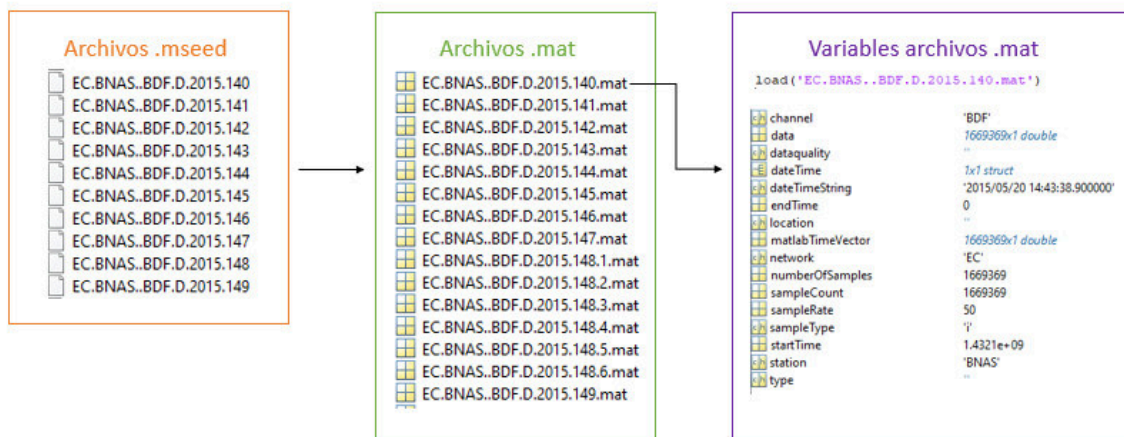 Archivos .mseed
EC.BNAS..BDF.D.2015.140
EC.BNAS..BDF.D.2015.141
EC.BNAS..BDF.D.2015.142
EC.BNAS..BDF.D.2015.143
EC.BNAS..BDF.D.2015.144
EC.BNAS..BDF.D.2015.145
EC.BNAS..BDF.D.2015.146
EC.BNAS..BDF.D.2015.147
EC.BNAS..BDF.D.2015.148
EC.BNAS..BDF.D.2015.149
Archivos .mat
EC.BNAS..BDF.D.2015.140.mat
EC.BNAS..BDF.D.2015.141.mat
EC.BNAS..BDF.D.2015.142.mat
EC.BNAS..BDF.D.2015.143.mat
EC.BNAS..BDF.D.2015.144.mat
EC.BNAS..BDF.D.2015.145.mat
EC.BNAS..BDF.D.2015.146.mat
EC.BNAS..BDF.D.2015.147.mat
EC.BNAS..BDF.D.2015.148.1.mat
EC.BNAS..BDF.D.2015.148.2.mat
EC.BNAS..BDF.D.2015.148.3.mat
EC.BNAS..BDF.D.2015.148.4.mat
EC.BNAS..BDF.D.2015.148.5.mat
EC.BNAS..BDF.D.2015.148.6.mat
EC.BNAS..BDF.D.2015.149.mat
Variables archivos .mat
load('EC.BNAS..BDF.D.2015.140.mat')
channel 'BDF'
data 1669369x1 double
dataquality ''
dateTime 1x1 struct
dateTimeString '2015/05/20 14:43:38.900000'
endTime 0
location ''
matlabTimeVector 1669369x1 double
network 'EC'
numberOfSamples 1669369
sampleCount 1669369
sampleRate 50
sampleType 'i'
startTime 1.4321e+09
station 'BNAS'
type ''